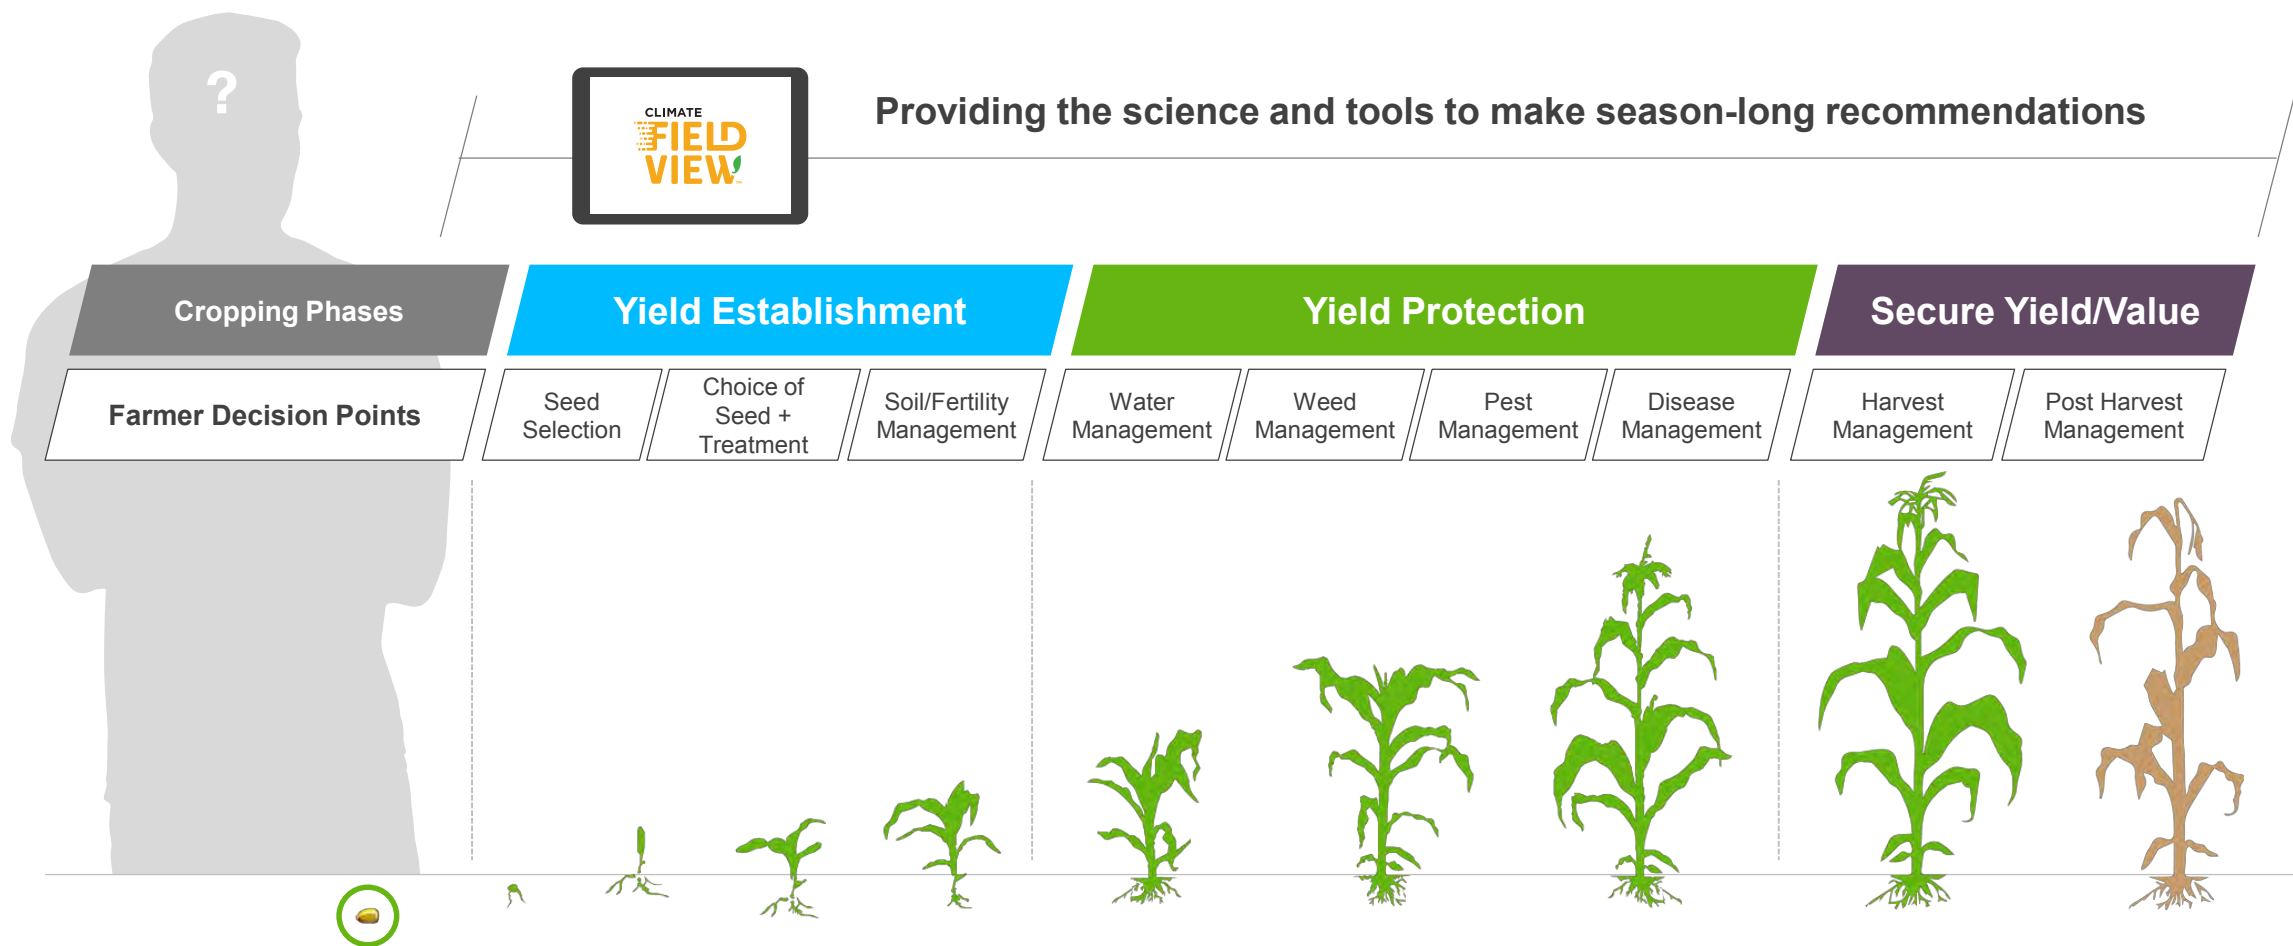 ?
CLIMATE
FIELD
VIEW
Providing the science and tools to make season-long recommendations
Cropping Phases
Yield Establishment
Yield Protection
Secure Yield/Value
Farmer Decision Points
Seed
Selection
Choice of
Seed +
Treatment
Soil/Fertility
Management
Water
Management
Weed
Management
Pest
Management
Disease
Management
Harvest
Management
Post Harvest
Management